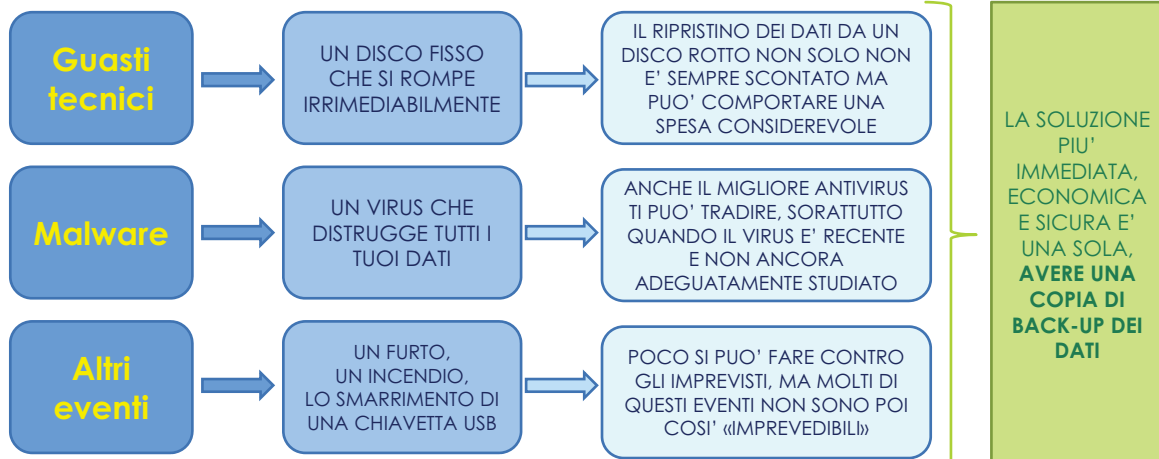 Guasti
tecnici
UN DISCO FISSO
CHE SI ROMPE
IRRIMEDIABILMENTE
IL RIPRISTINO DEI DATI DA UN
DISCO ROTTO NON SOLO NON
E' SEMPRE SCONTATO MA
PUO' COMPORTARE UNA
SPESA CONSIDEREVOLE
Malware
UN VIRUS CHE
DISTRUGGE TUTTI I
TUOI DATI
ANCHE IL MIGLIORE ANTIVIRUS
TI PUO' TRADIRE, SORATTUTTO
QUANDO IL VIRUS E' RECENTE
E NON ANCORA
ADEGUATAMENTE STUDIATO
Altri
eventi
UN FURTO,
UN INCENDIO,
LO SMARRIMENTO DI
UNA CHIAVETTA USB
POCO SI PUO' FARE CONTRO
GLI IMPREVISTI, MA MOLTI DI
QUESTI EVENTI NON SONO POI
COSI' «IMPREVEDIBILI»
LA SOLUZIONE
PIU'
IMMEDIATA,
ECONOMICA
E SICURA E'
UNA SOLA,
AVERE UNA
COPIA DI
BACK-UP DEI
DATI